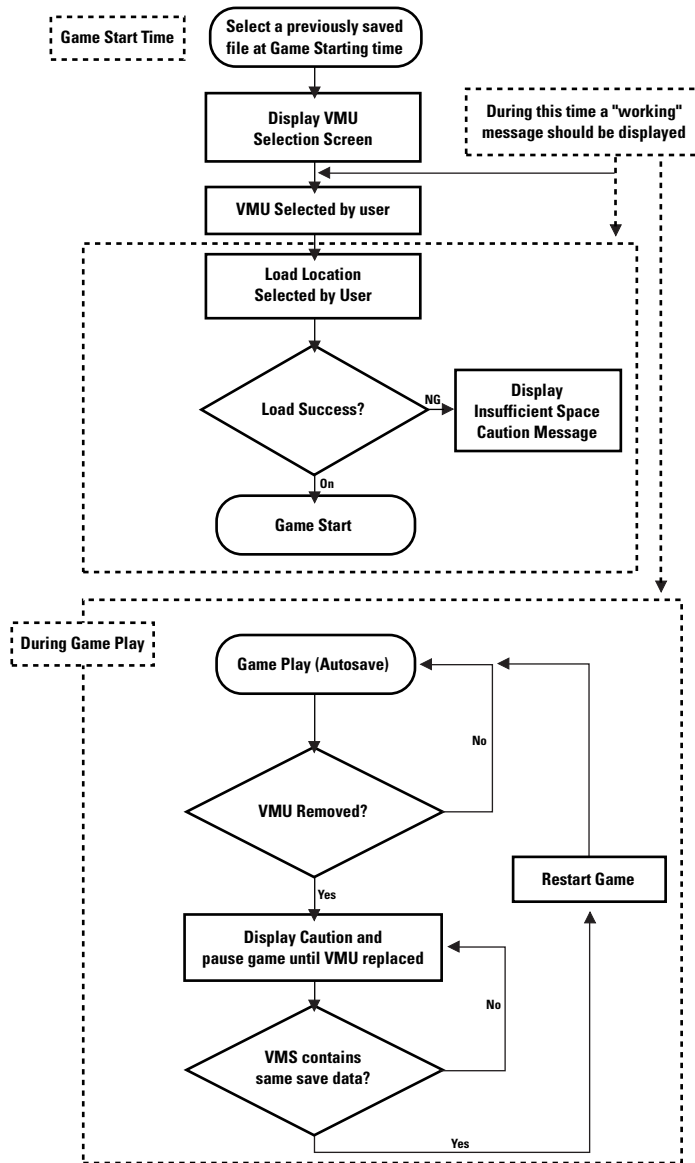 Game Start Time
Select a previously saved
file at Game Starting time
Display VMU
Selection Screen
During this time a "working"
message should be displayed
VMU Selected by user
Load Location
Selected by User
Load Success?
NG
Display
Insufficient Space
Caution Message
On
Game Start
During Game Play
Game Play (Autosave)
No
VMU Removed?
Yes
Restart Game
Display Caution and
pause game until VMU replaced
No
VMS contains
same save data?
Yes